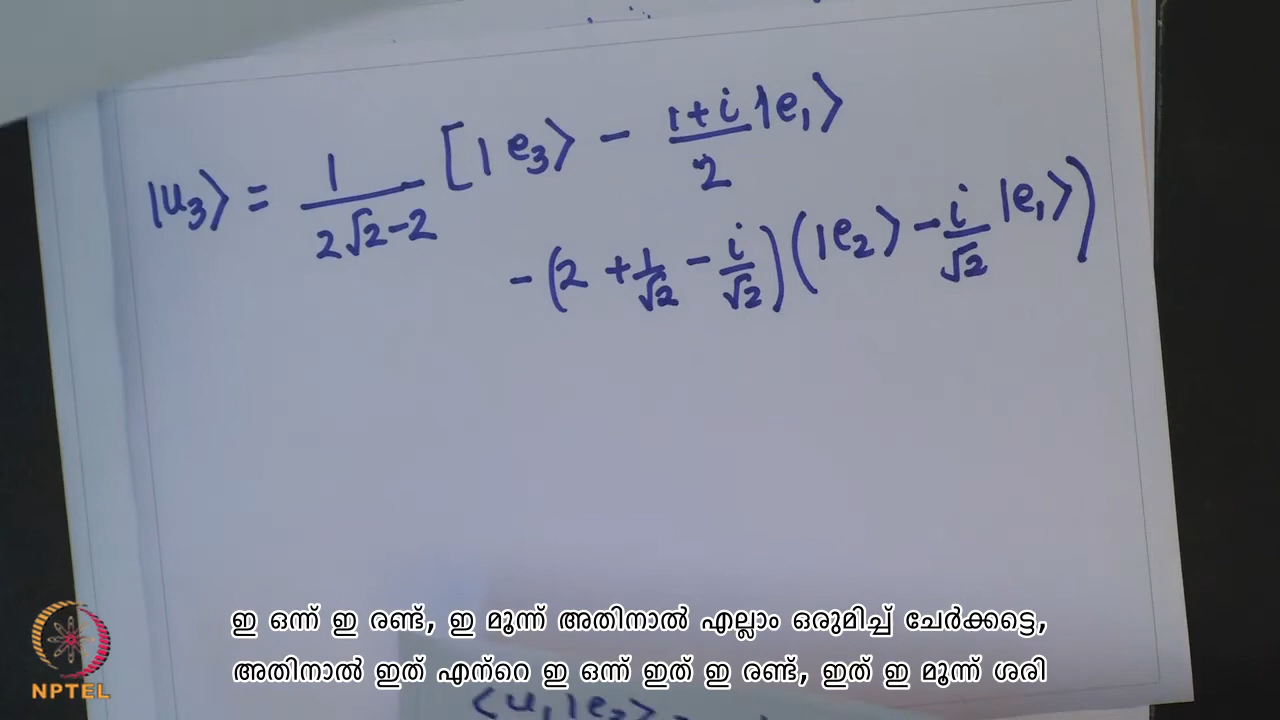 |u₃⟩ = 1/(2√2-2) [|e₃⟩ - (1+i)/2 |e₁⟩
- (2 + 1/√2 - i/√2)(|e₂⟩ - i/√2 |e₁⟩)
ഇ ഒന്ന് ഇ രണ്ട്, ഇ മൂന്ന് അതിനാൽ എല്ലാം ഒരുമിച്ച് ചേർക്കട്ടെ,
അതിനാൽ ഇത് എന്റെ ഇ ഒന്ന് ഇത് ഇ രണ്ട്, ഇത് ഇ മൂന്ന് ശരി
NPTEL